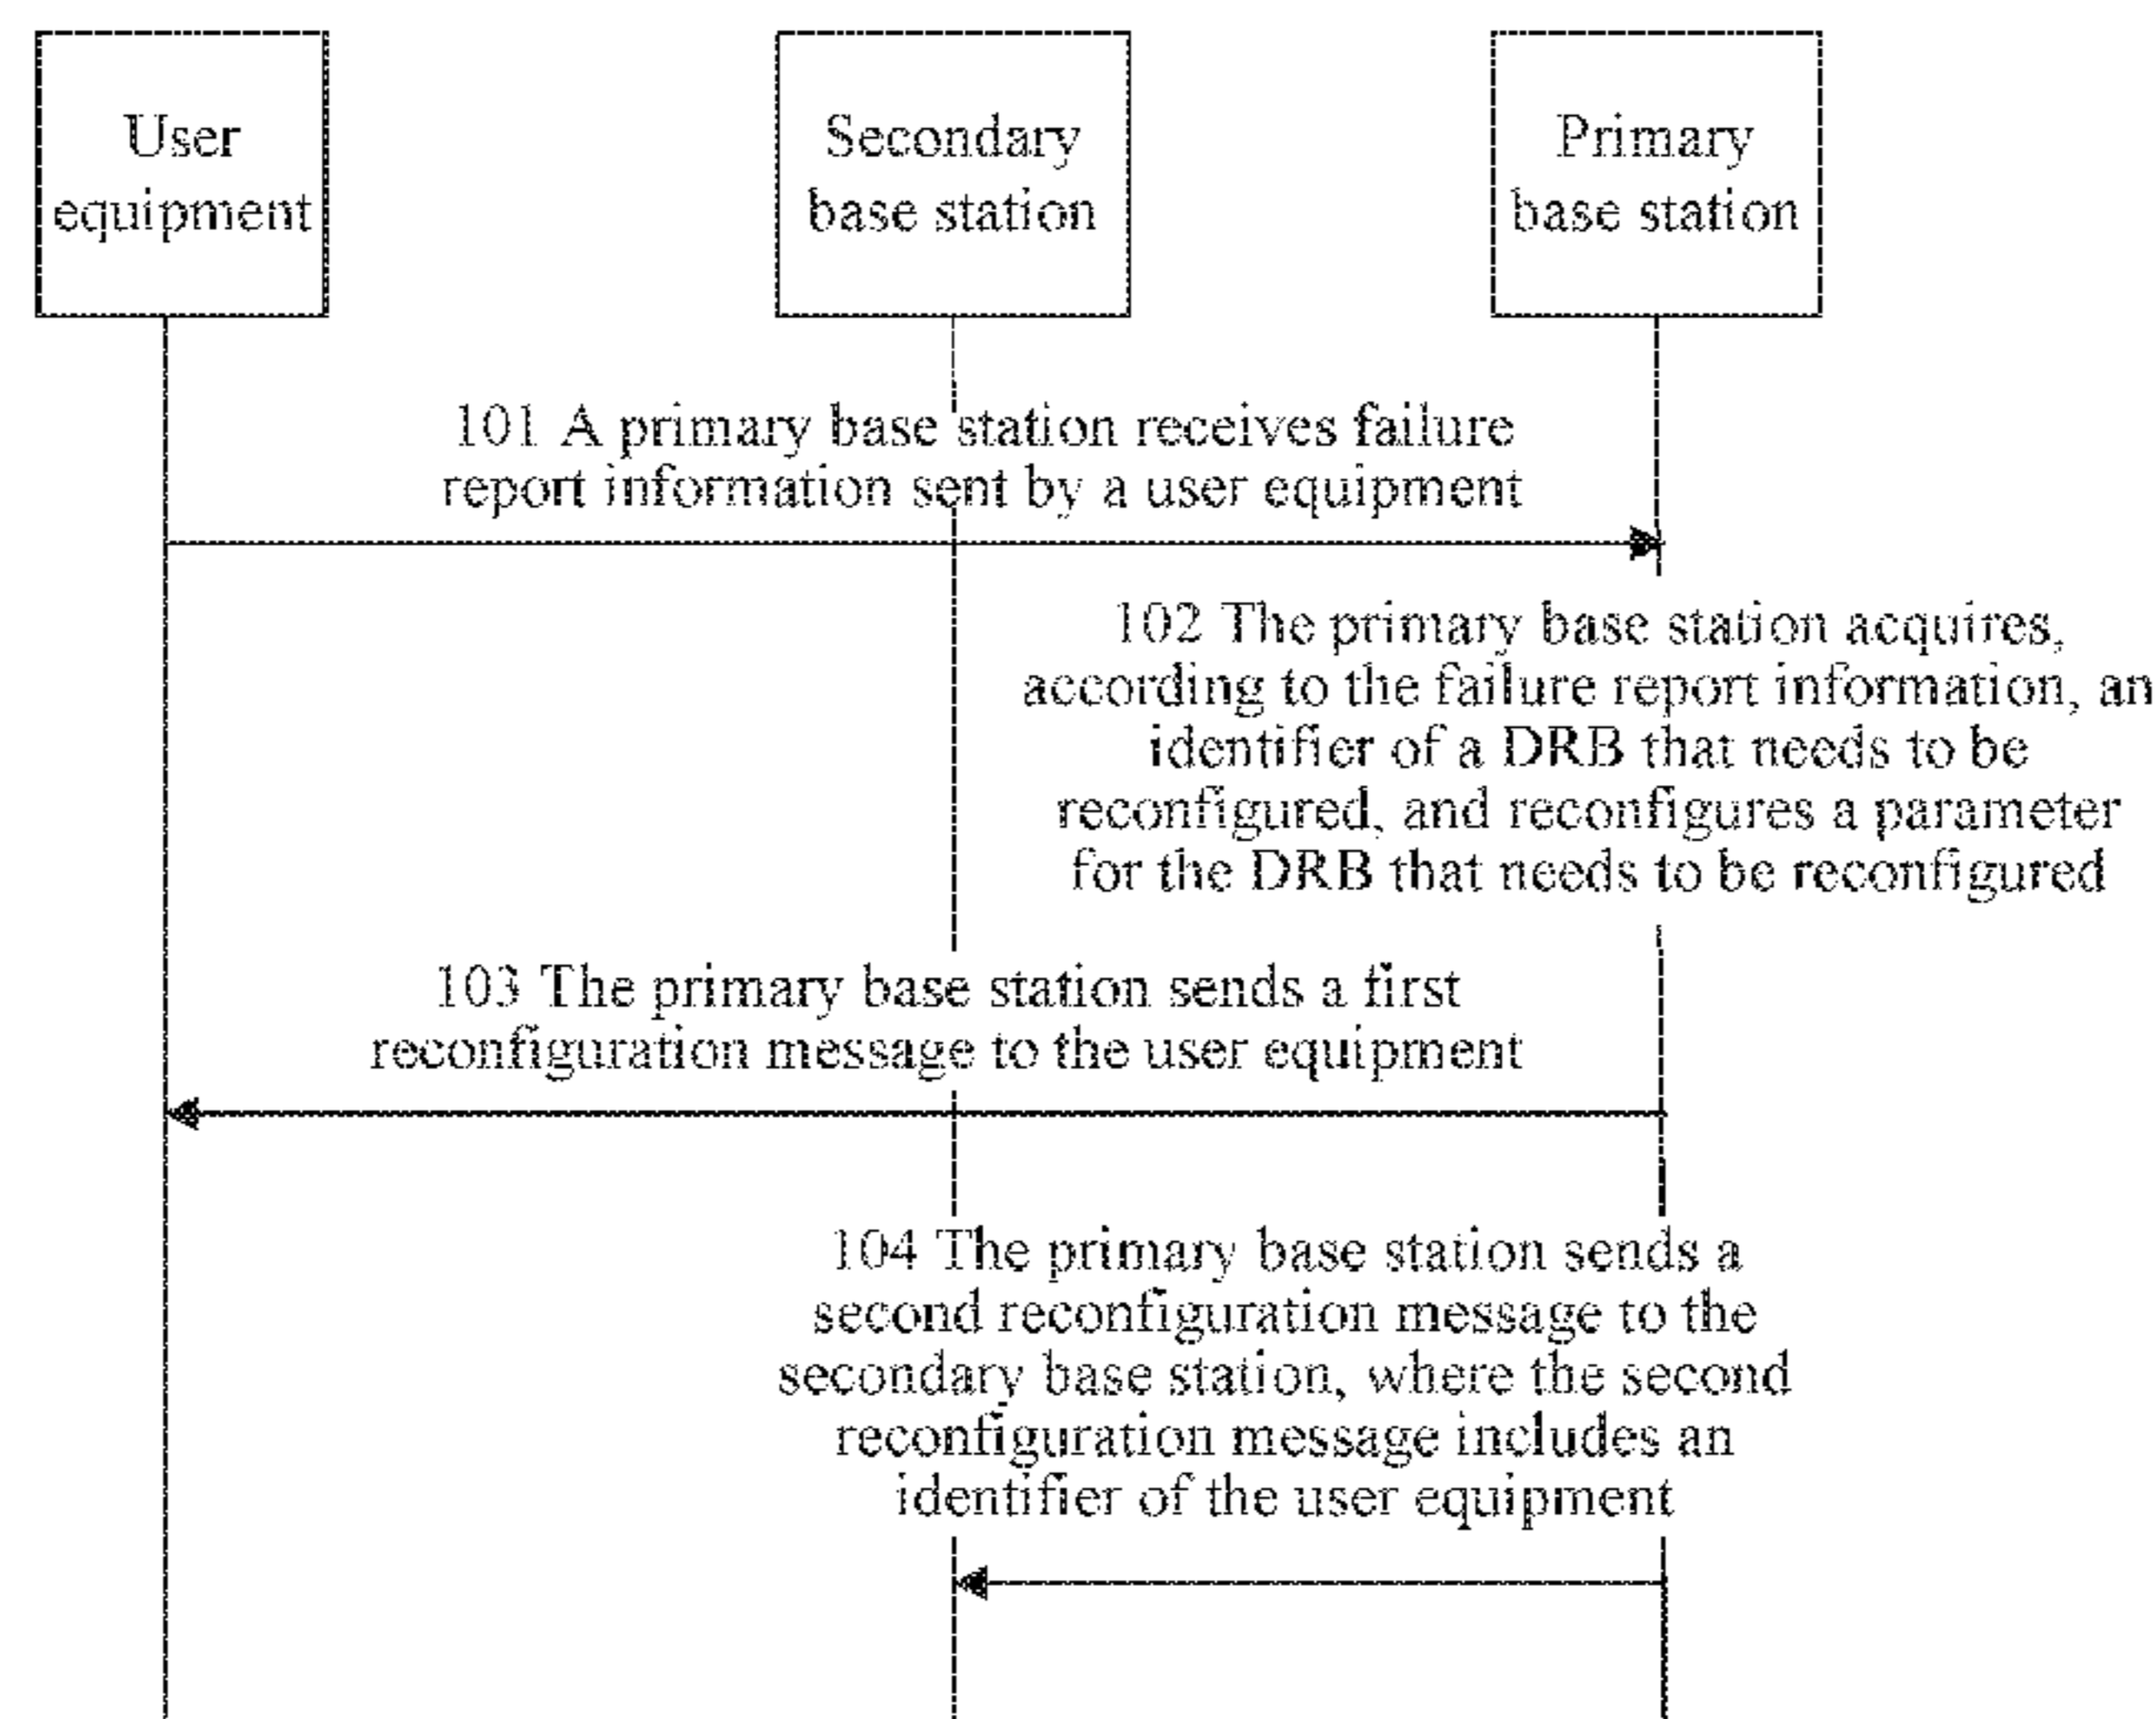 User
equipment
Secondary
base station
Primary
base station
101 A primary base station receives failure
report information sent by a user equipment
102 The primary base station acquires,
according to the failure report information, an
identifier of a DRB that needs to be
reconfigured, and reconfigures a parameter
for the DRB that needs to be reconfigured
103 The primary base station sends a first
reconfiguration message to the user equipment
104 The primary base station sends a
second reconfiguration message to the
secondary base station, where the second
reconfiguration message includes an
identifier of the user equipment